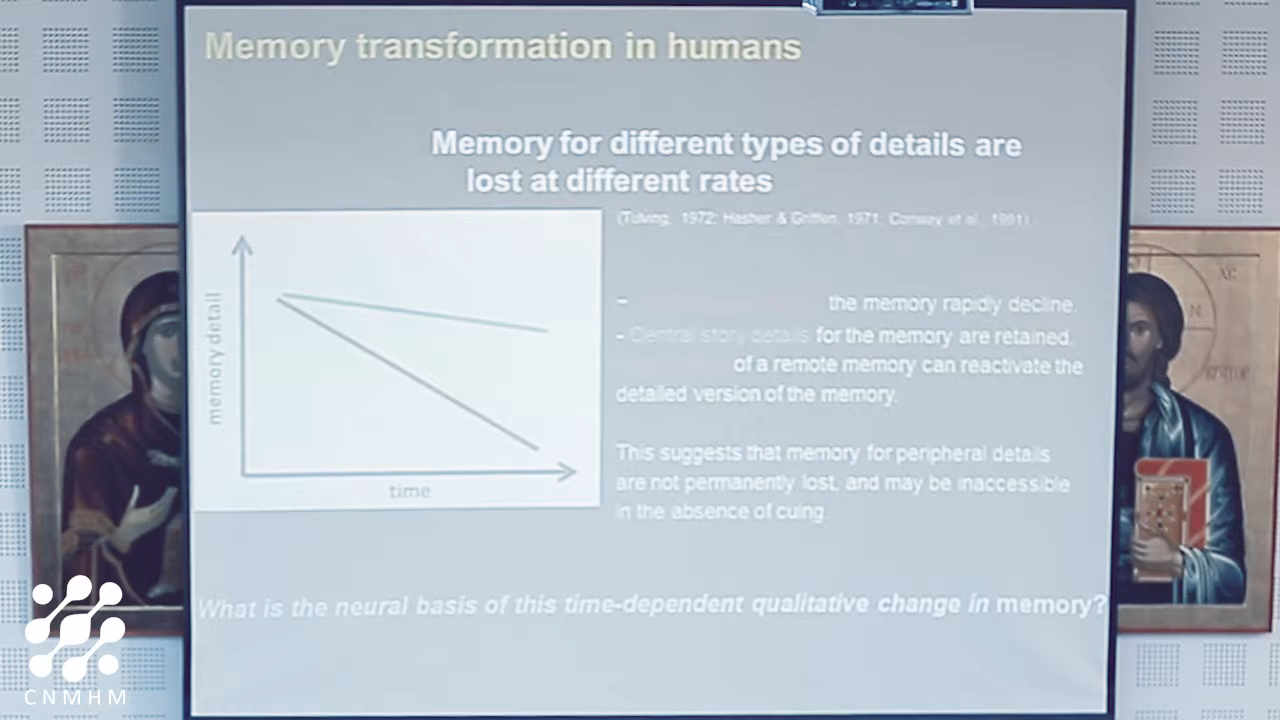 Memory transformation in humans
Memory for different types of details are
lost at different rates
(Tulving, 1972; Hasher & Griffen, 1971; Conway et al., 1991)
memory detail
time
- the memory rapidly decline.
- Central story details for the memory are retained.
of a remote memory can reactivate the
detailed version of the memory.
This suggests that memory for peripheral details
are not permanently lost, and may be inaccessible
in the absence of cuing.
What is the neural basis of this time-dependent qualitative change in memory?
CNMHM